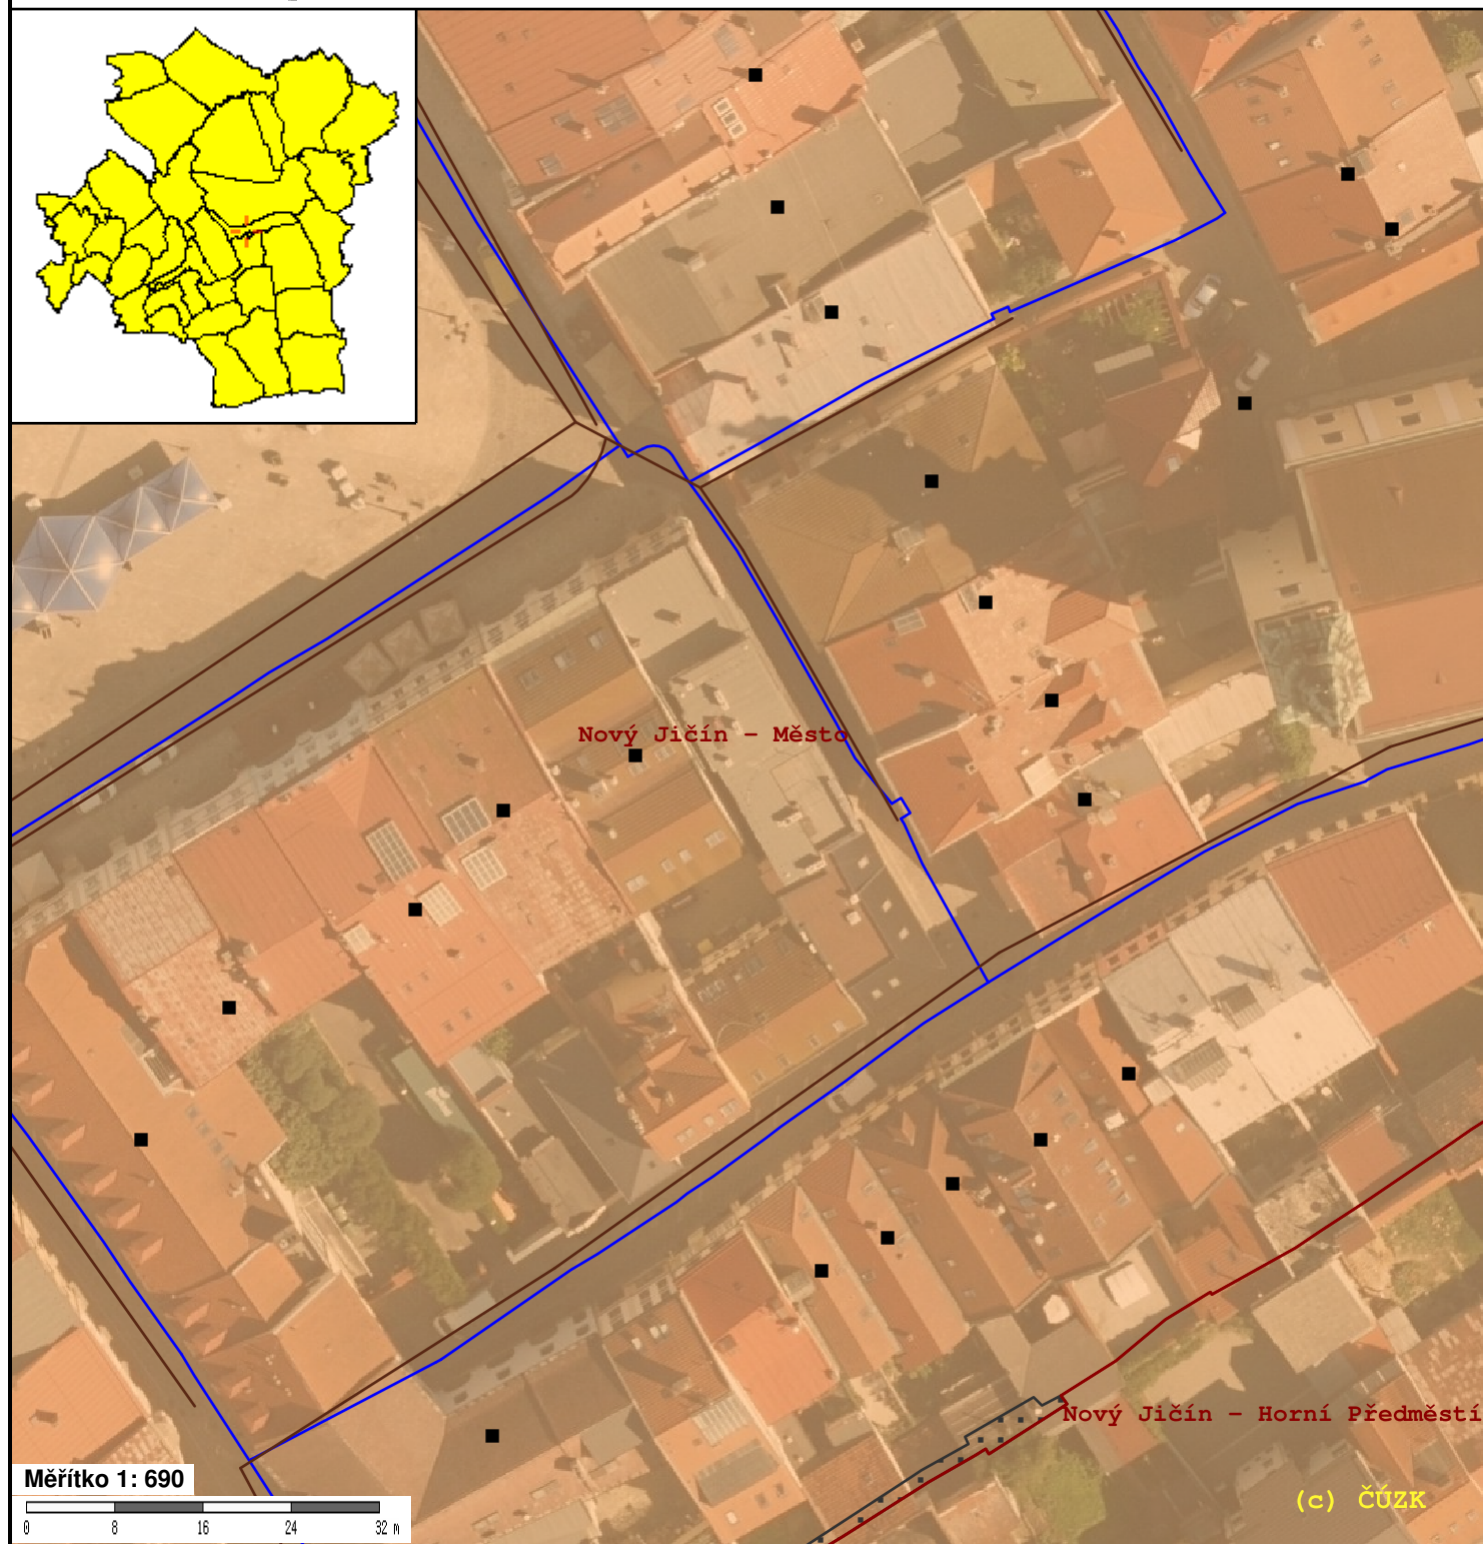 Nový Jičín – Město
Nový Jičín – Horní Předměstí
Měřítko 1: 690
0 8 16 24 32 m
(c) ČÚZK